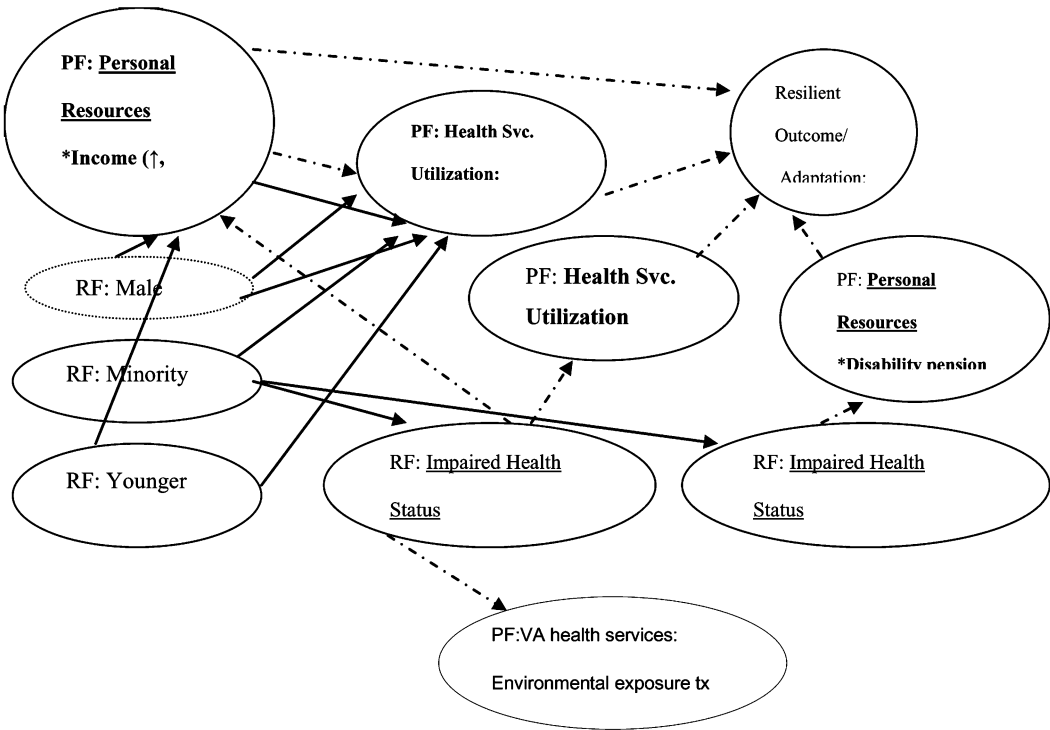 PF: Personal
Resources
*Income (↑,
PF: Health Svc.
Utilization:
Resilient
Outcome/
Adaptation:
RF: Male
PF: Health Svc.
Utilization
PF: Personal
Resources
*Disability pension
RF: Minority
RF: Younger
RF: Impaired Health
Status
RF: Impaired Health
Status
PF:VA health services:
Environmental exposure tx